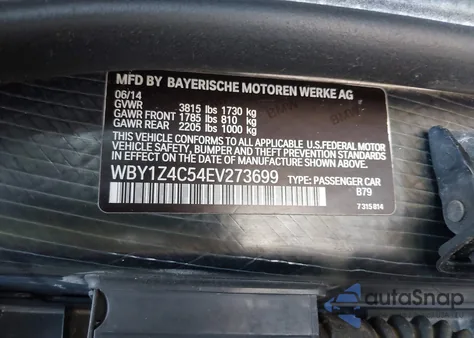 MFD BY BAYERISCHE MOTOREN WERKE AG
06/14
GVWR 3815 lbs 1730 kg
GAWR FRONT 1785 lbs 810 kg
GAWR REAR 2205 lbs 1000 kg
THIS VEHICLE CONFORMS TO ALL APPLICABLE U.S.FEDERAL MOTOR
VEHICLE SAFETY, BUMPER AND THEFT PREVENTION STANDARDS
IN EFFECT ON THE DATE OF MANUFACTURE SHOWN ABOVE.
WBY1Z4C54EV273699 TYPE: PASSENGER CAR
B79
7315814
autoSnap